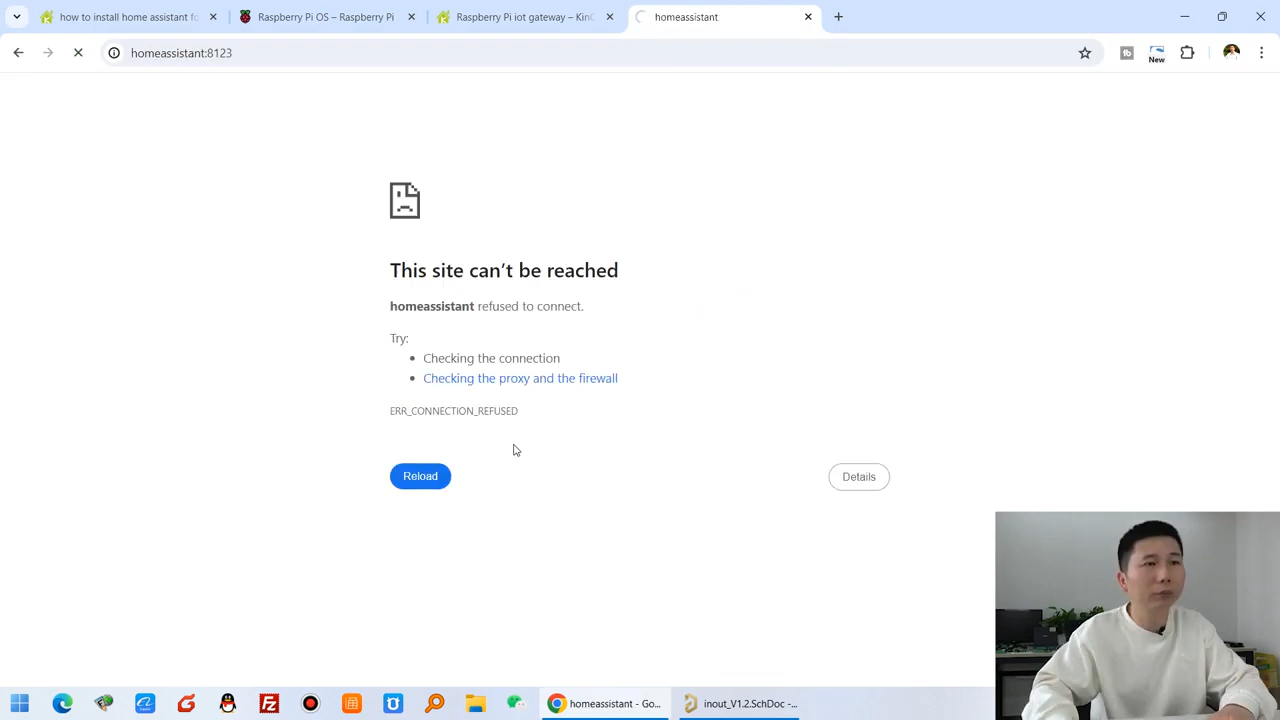 how to install home assistant fo
Raspberry Pi OS – Raspberry Pi
Raspberry Pi iot gateway – KinC
homeassistant
homeassistant:8123
New
This site can't be reached
homeassistant refused to connect.
Try:
• Checking the connection
• Checking the proxy and the firewall
ERR_CONNECTION_REFUSED
Reload
Details
homeassistant - Go...
inout_V1.2.SchDoc -...